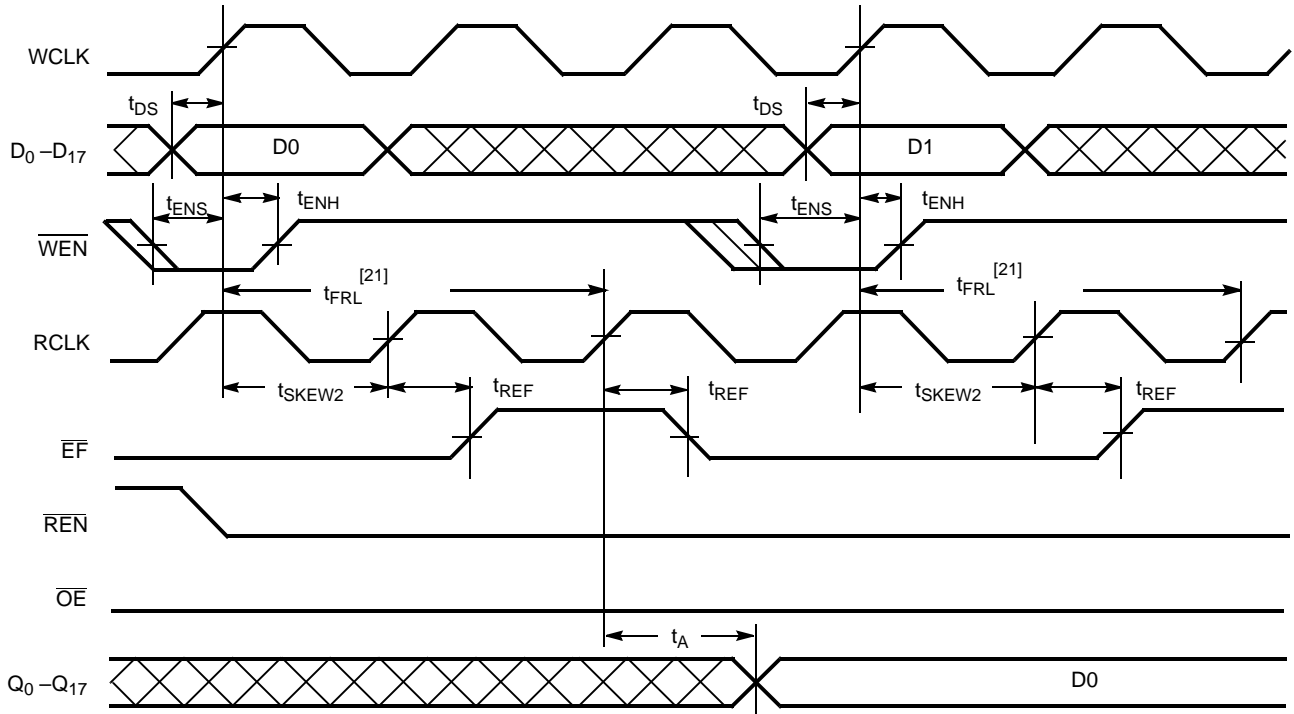 WCLK
tDS
tDS
D0 –D17
D0
D1
tENS
tENH
tENS
tENH
WEN
tFRL[21]
tFRL[21]
RCLK
tSKEW2
tREF
tREF
tSKEW2
tREF
EF
REN
OE
tA
Q0 –Q17
D0